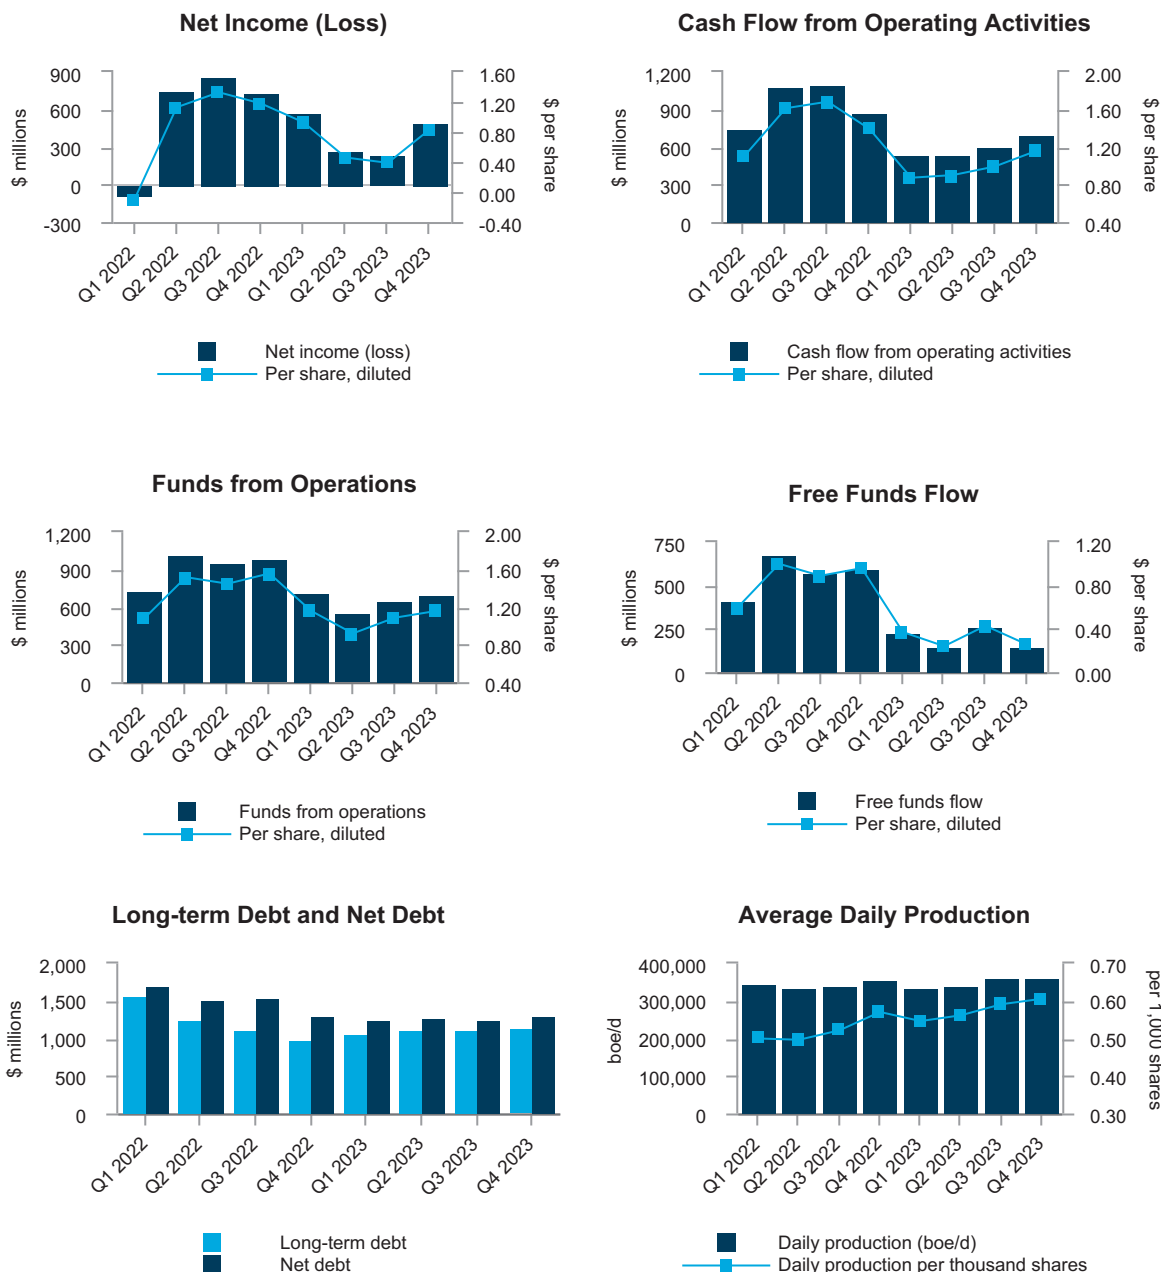 Net Income (Loss)
$ millions
900
600
300
0
-300
1.60
1.20
0.80
0.40
0.00
-0.40
$ per share
Q1 2022
Q2 2022
Q3 2022
Q4 2022
Q1 2023
Q2 2023
Q3 2023
Q4 2023
Net income (loss)
Per share, diluted
Cash Flow from Operating Activities
$ millions
1,200
900
600
300
0
2.00
1.60
1.20
0.80
0.40
$ per share
Q1 2022
Q2 2022
Q3 2022
Q4 2022
Q1 2023
Q2 2023
Q3 2023
Q4 2023
Cash flow from operating activities
Per share, diluted
Funds from Operations
$ millions
1,200
900
600
300
0
2.00
1.60
1.20
0.80
0.40
$ per share
Q1 2022
Q2 2022
Q3 2022
Q4 2022
Q1 2023
Q2 2023
Q3 2023
Q4 2023
Funds from operations
Per share, diluted
Free Funds Flow
$ millions
750
500
250
0
1.20
0.80
0.40
0.00
$ per share
Q1 2022
Q2 2022
Q3 2022
Q4 2022
Q1 2023
Q2 2023
Q3 2023
Q4 2023
Free funds flow
Per share, diluted
Long-term Debt and Net Debt
$ millions
2,000
1,500
1,000
500
0
Q1 2022
Q2 2022
Q3 2022
Q4 2022
Q1 2023
Q2 2023
Q3 2023
Q4 2023
Long-term debt
Net debt
Average Daily Production
boe/d
400,000
300,000
200,000
100,000
0
0.70
0.60
0.50
0.40
0.30
per 1,000 shares
Q1 2022
Q2 2022
Q3 2022
Q4 2022
Q1 2023
Q2 2023
Q3 2023
Q4 2023
Daily production (boe/d)
Daily production per thousand shares